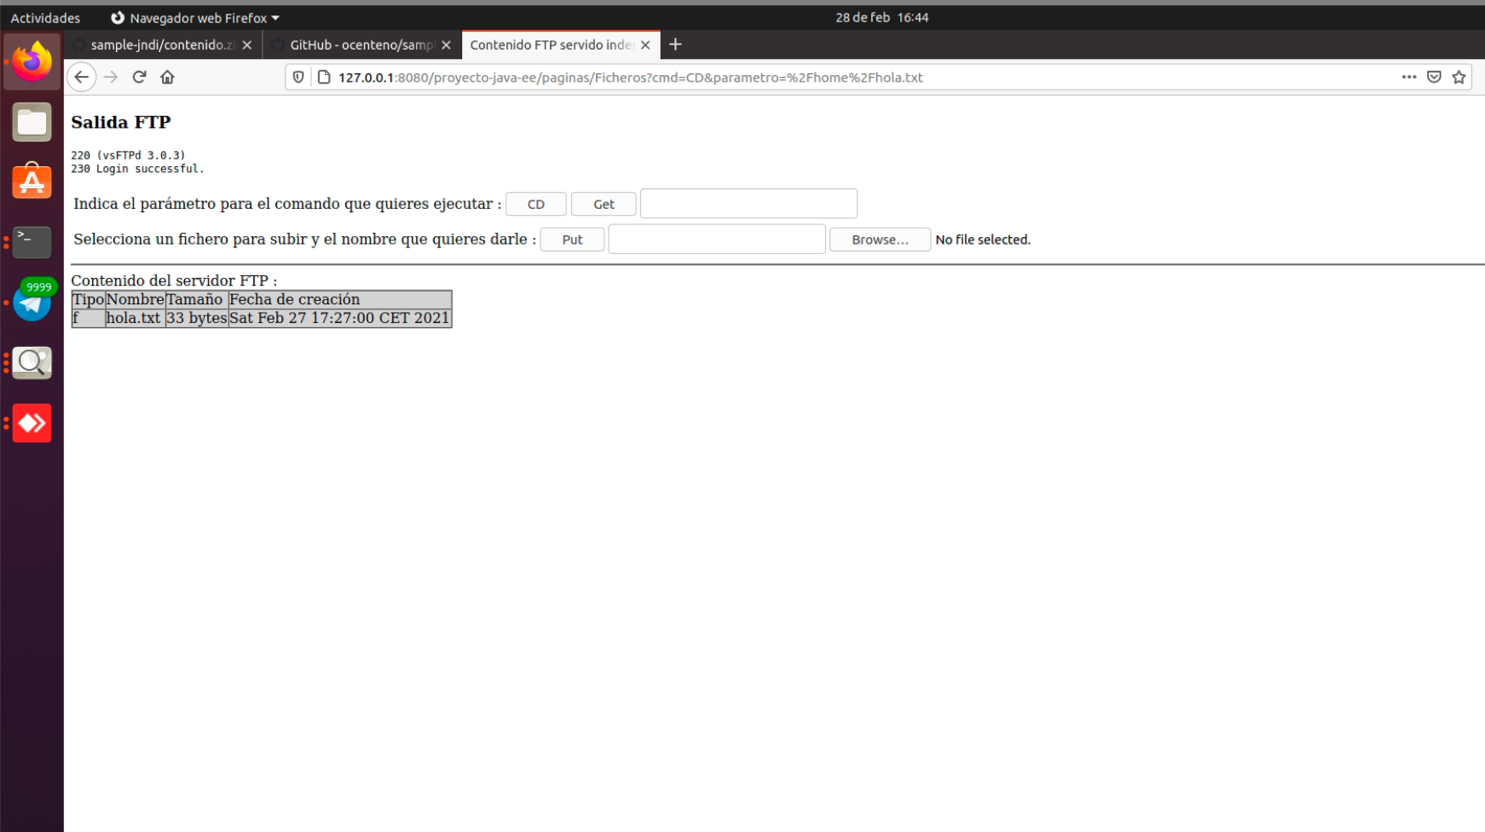 Actividades Navegador web Firefox 28 de feb 16:44
sample-jndi/contenido.z GitHub - ocenteno/samp Contenido FTP servido inde
127.0.0.1:8080/proyecto-java-ee/paginas/Ficheros?cmd=CD&parametro=%2Fhome%2Fhola.txt
Salida FTP
220 (vsFTPd 3.0.3)
230 Login successful.
Indica el parámetro para el comando que quieres ejecutar : CD Get
Selecciona un fichero para subir y el nombre que quieres darle : Put Browse... No file selected.
9999
Contenido del servidor FTP :
Tipo Nombre Tamaño Fecha de creación
f hola.txt 33 bytes Sat Feb 27 17:27:00 CET 2021